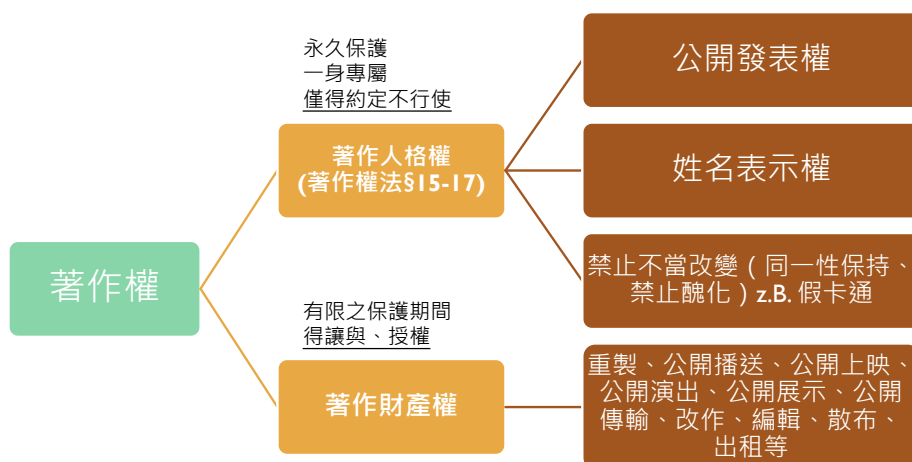 永久保護
一身專屬
僅得約定不行使
公開發表權
著作人格權
(著作權法§15-17)
姓名表示權
著作權
禁止不當改變（同一性保持、
禁止醜化）z.B. 假卡通
有限之保護期間
得讓與、授權
著作財產權
重製、公開播送、公開上映、
公開演出、公開展示、公開
傳輸、改作、編輯、散布、
出租等